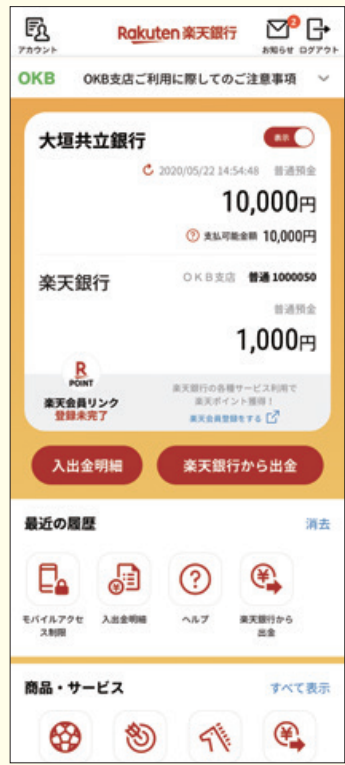 Rakuten 楽天銀行
2
アカウント
お知らせ ログアウト
OKB OKB支店ご利用に際してのご注意事項
大垣共立銀行
表示
2020/05/22 14:54:48 普通預金
10,000円
? 支払可能金額 10,000円
楽天銀行
OKB支店 普通 1000050
普通預金
1,000円
R
POINT
楽天会員リンク
登録未完了
楽天銀行の各種サービス利用で
楽天ポイント獲得!
楽天会員登録をする
入出金明細
楽天銀行から出金
最近の履歴
消去
モバイルアクセ
ス制限
入出金明細
ヘルプ
楽天銀行から
出金
商品・サービス
すべて表示